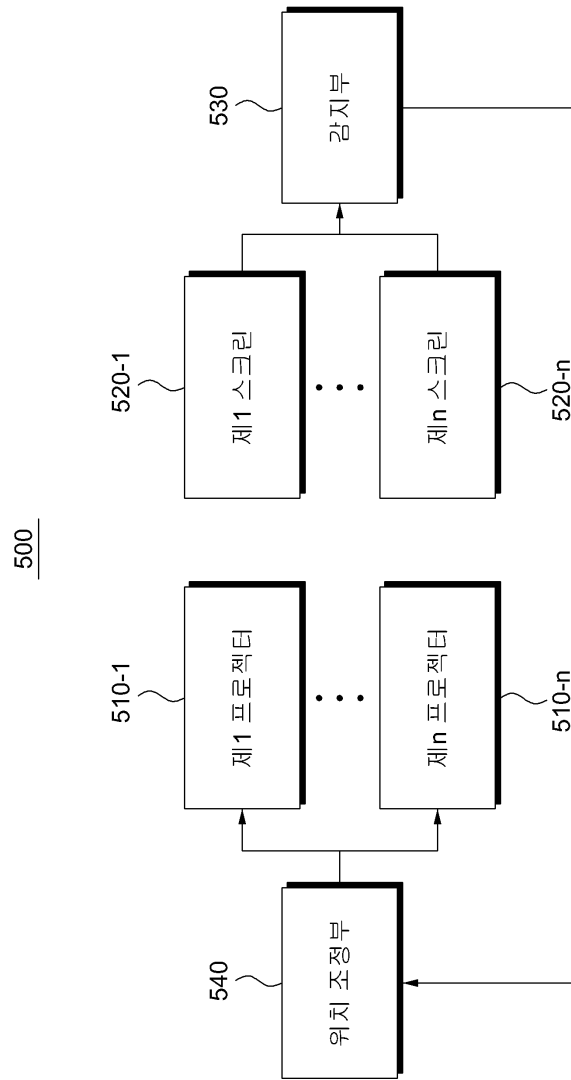 500
540
위치 조정부
510-1
제1 프로젝터
510-n
제n 프로젝터
520-1
제1 스크린
520-n
제n 스크린
530
감지부